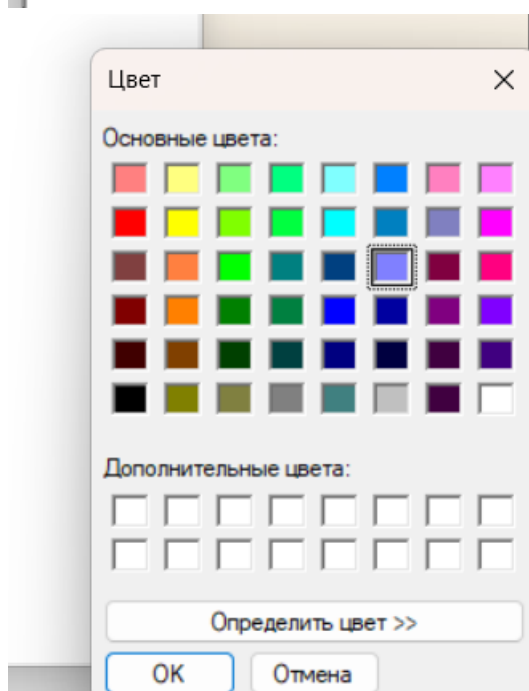 Цвет
Основные цвета:
Дополнительные цвета:
Определить цвет >>
OK
Отмена